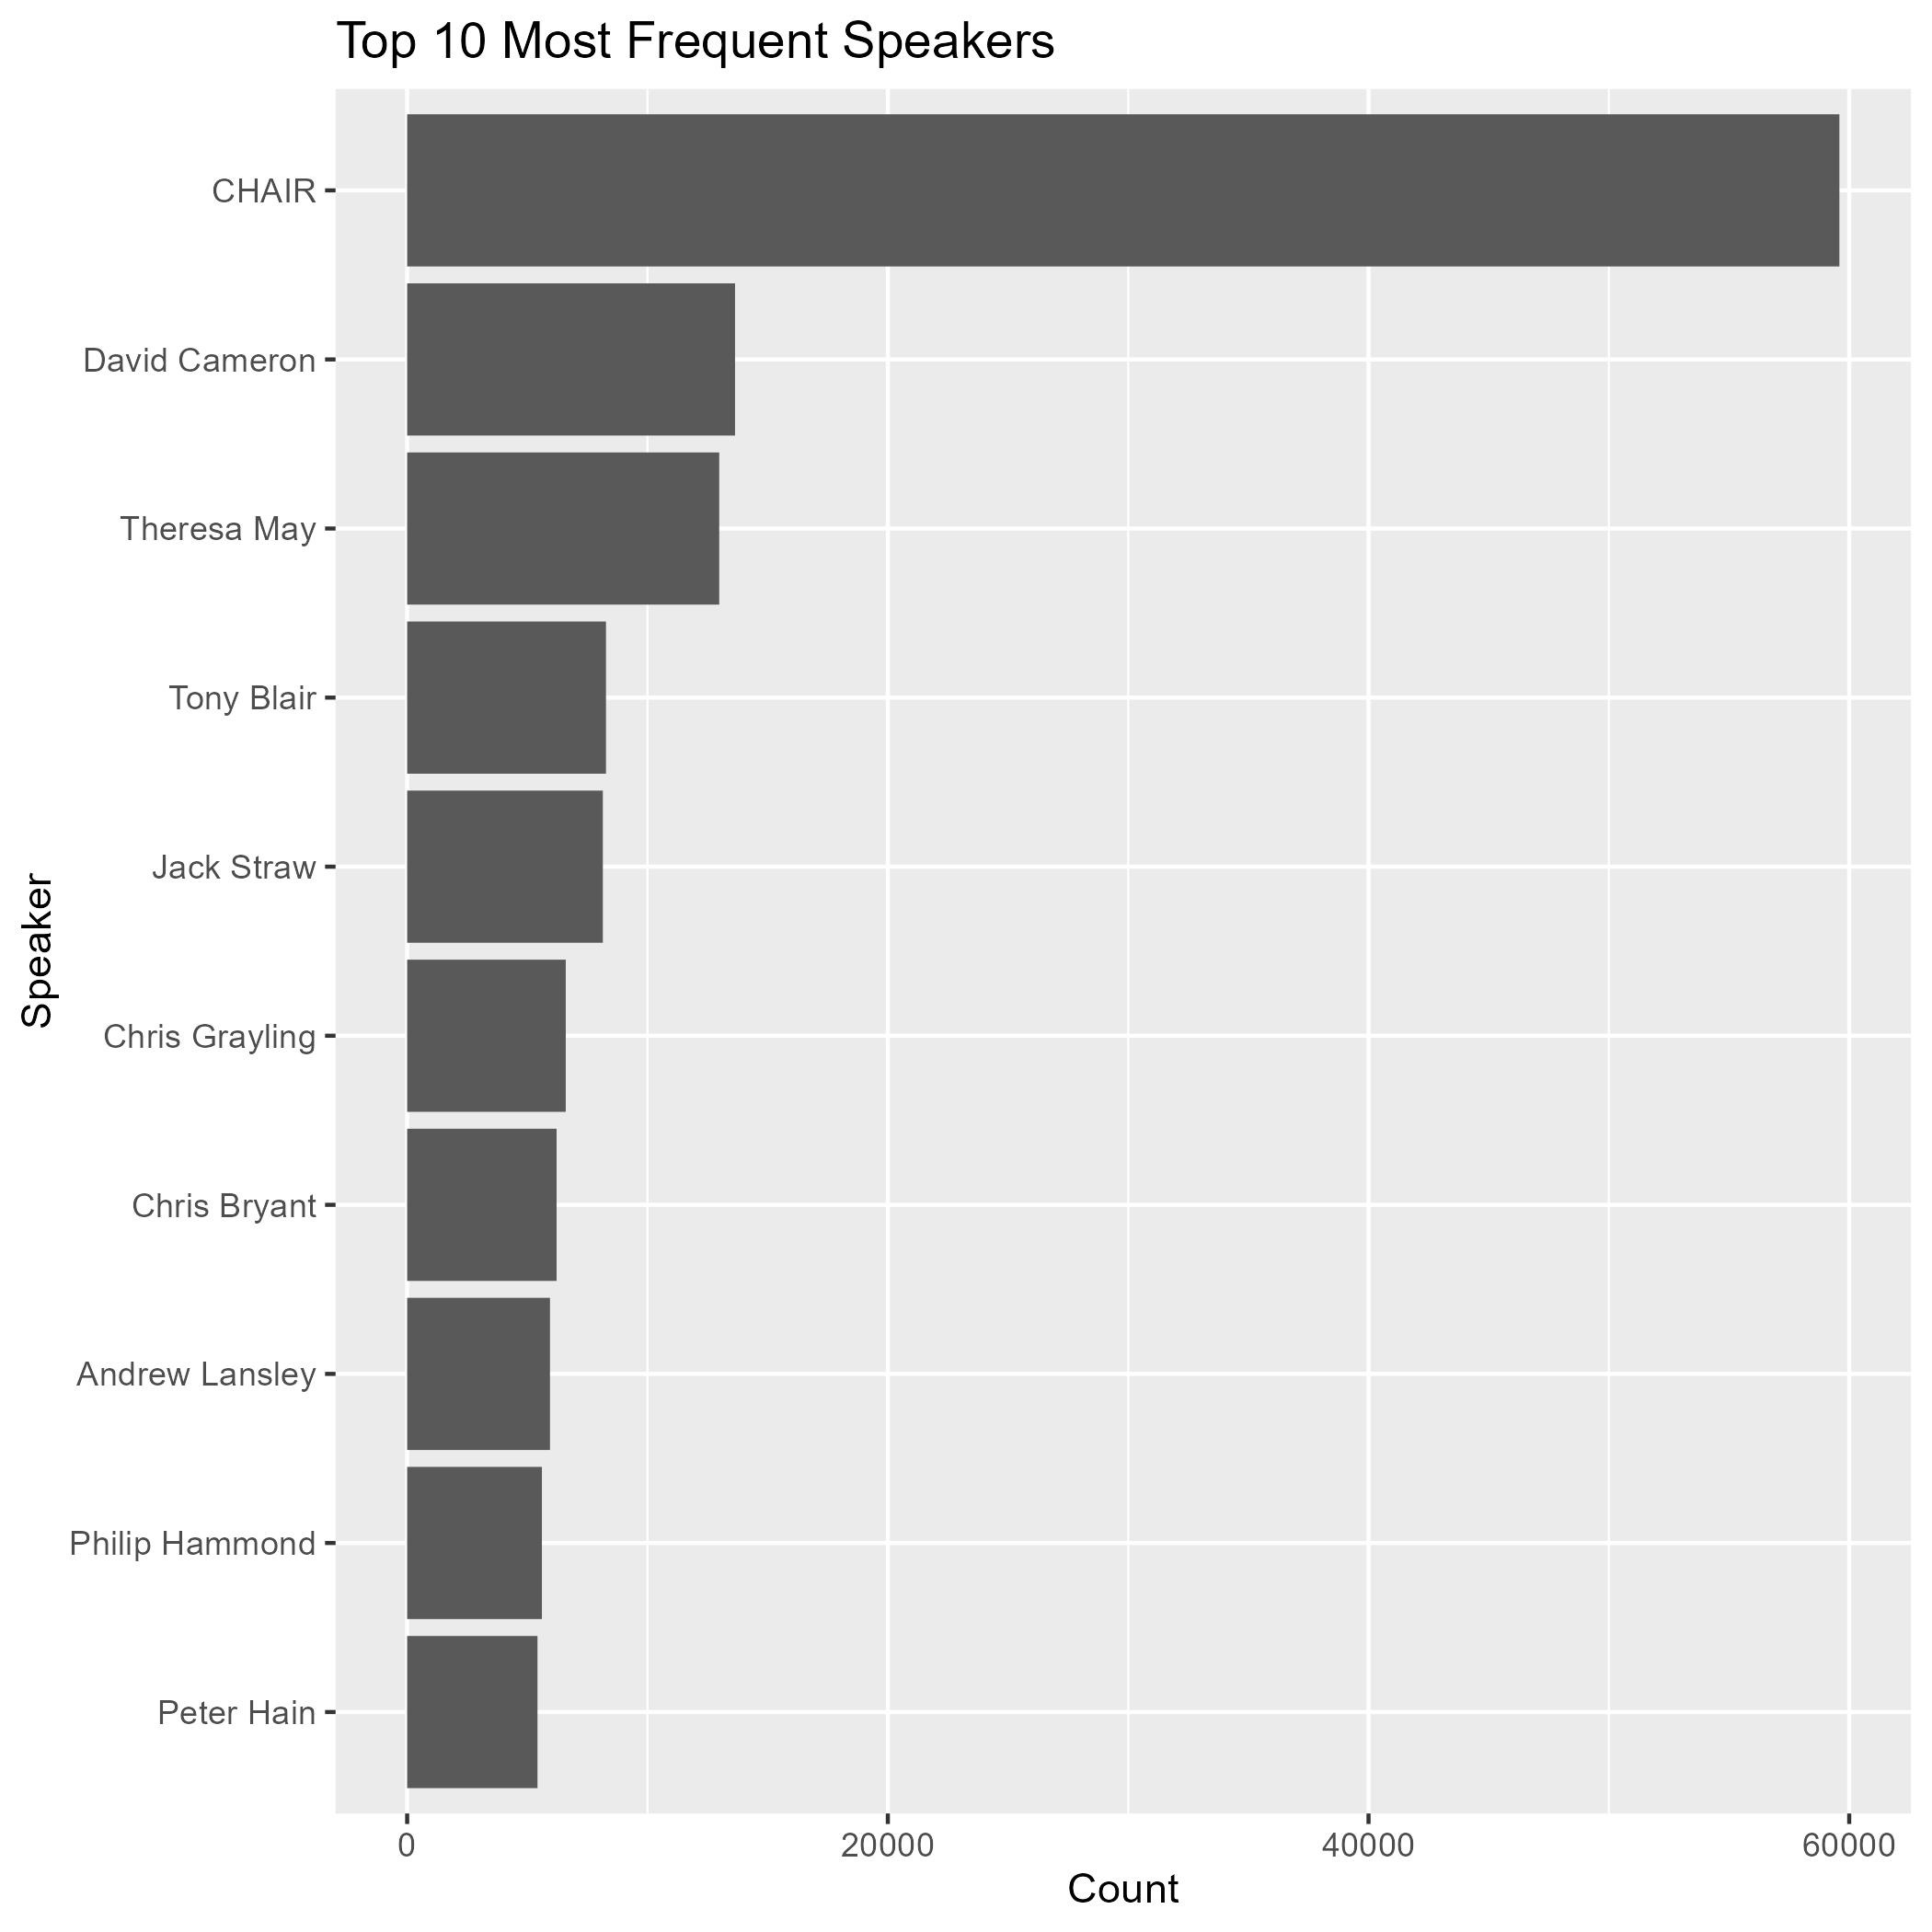 Top 10 Most Frequent Speakers
CHAIR
David Cameron
Theresa May
Tony Blair
Jack Straw
Chris Grayling
Chris Bryant
Andrew Lansley
Philip Hammond
Peter Hain
Speaker
0 20000 40000 60000
Count